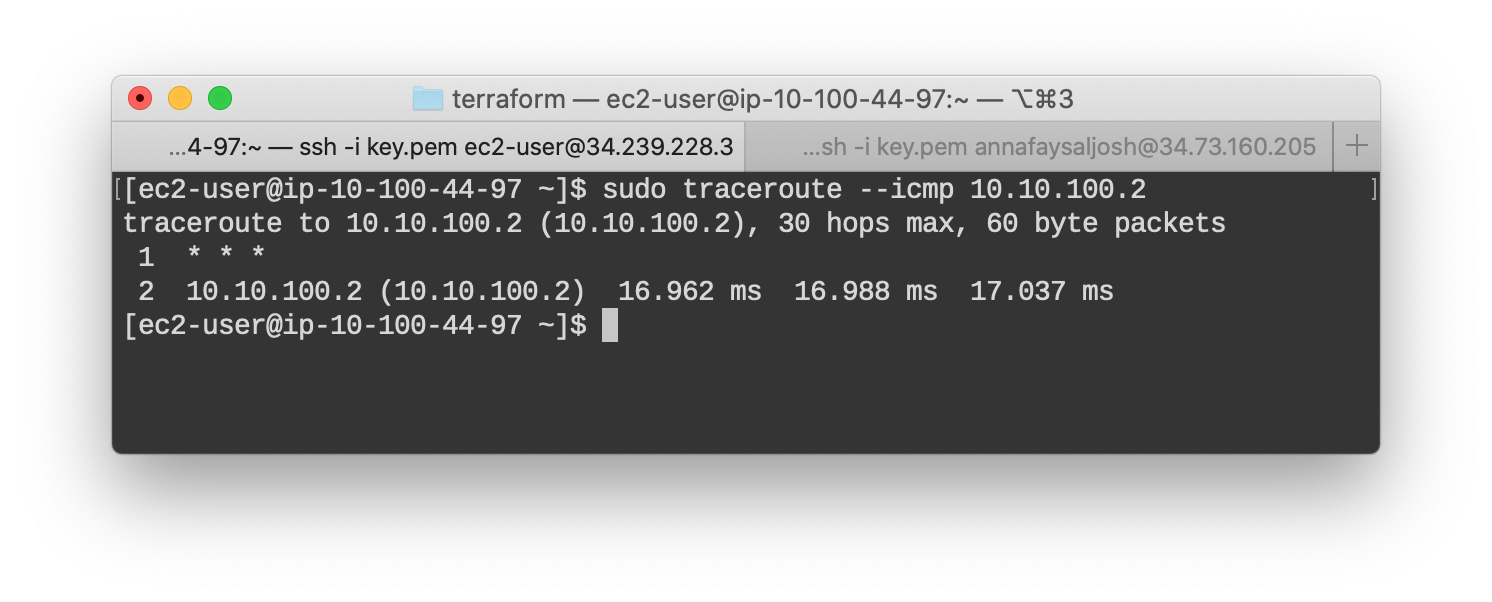 terraform — ec2-user@ip-10-100-44-97:~ — ⌥⌘3
...4-97:~ — ssh -i key.pem ec2-user@34.239.228.3
...sh -i key.pem annafaysaljosh@34.73.160.205 +
[[ec2-user@ip-10-100-44-97 ~]$ sudo traceroute --icmp 10.10.100.2 ]
traceroute to 10.10.100.2 (10.10.100.2), 30 hops max, 60 byte packets
 1  * * *
 2  10.10.100.2 (10.10.100.2)  16.962 ms  16.988 ms  17.037 ms
[ec2-user@ip-10-100-44-97 ~]$